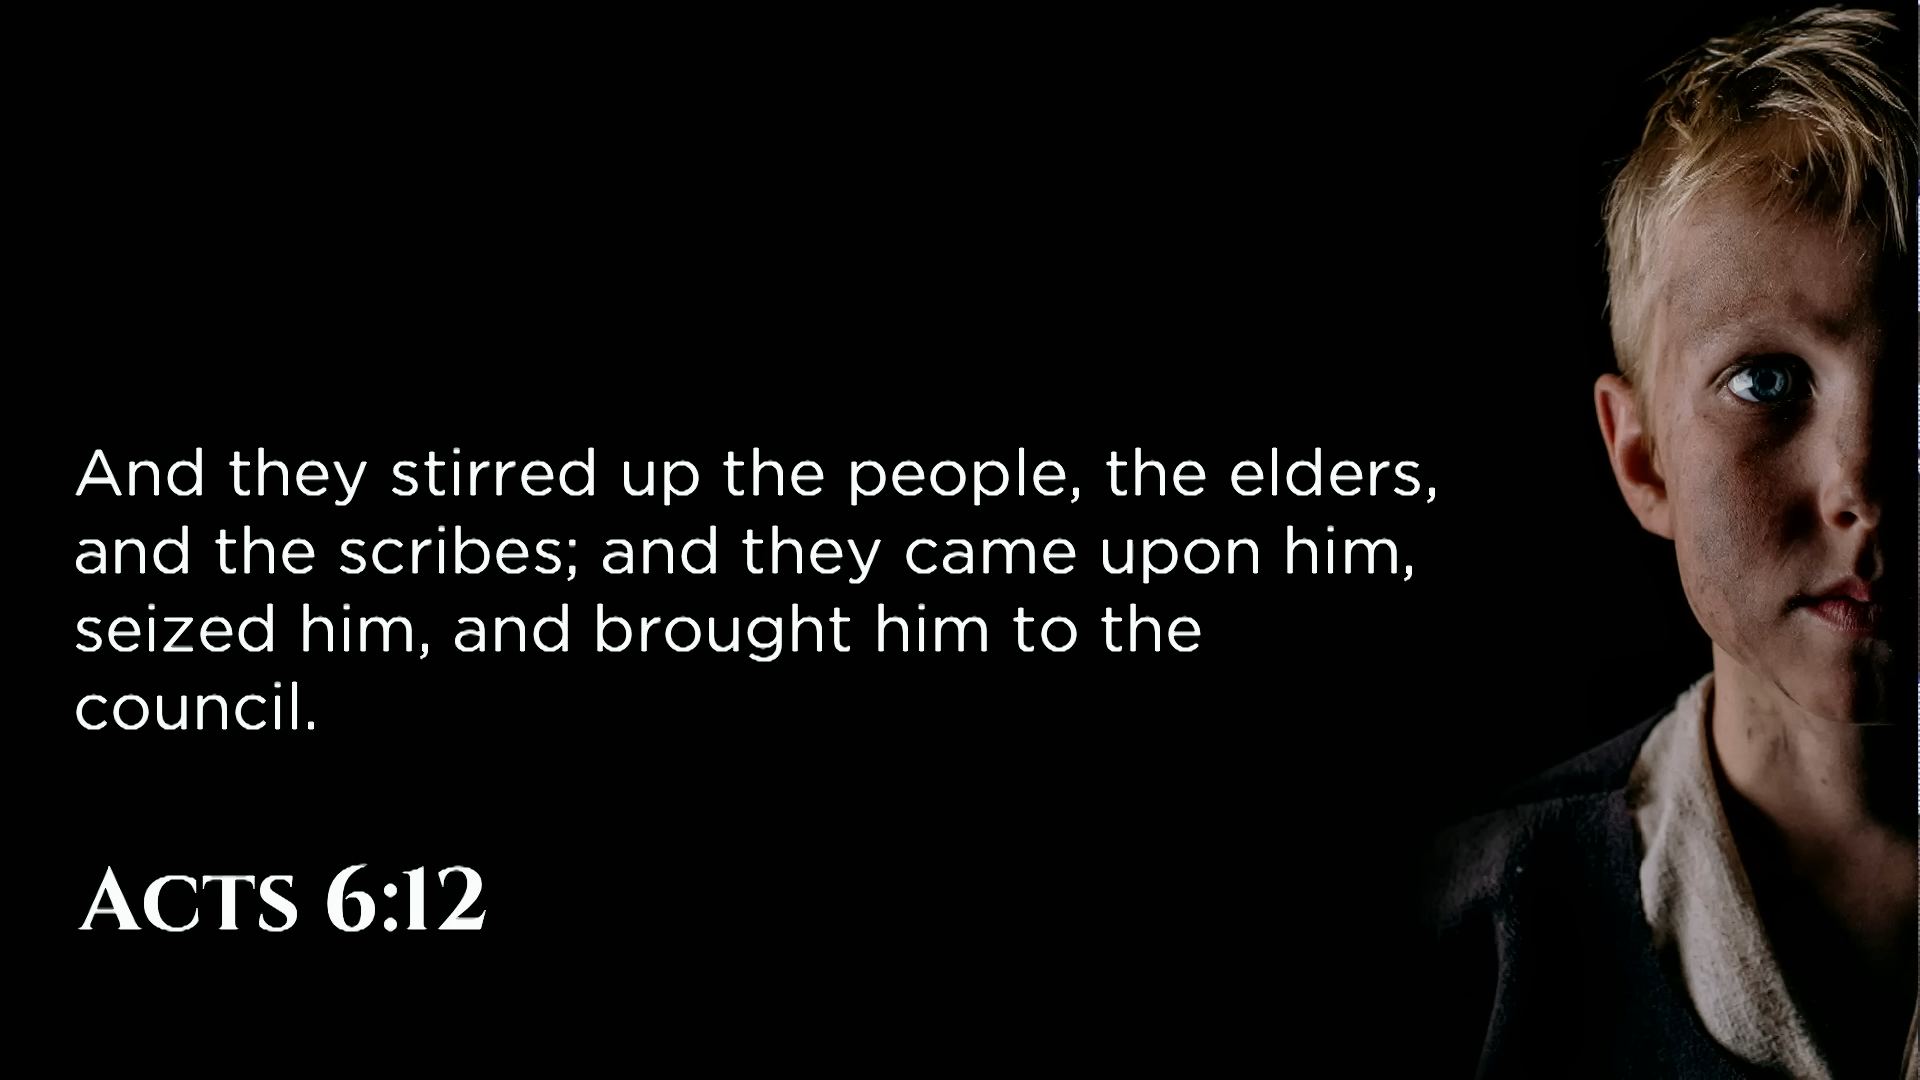 And they stirred up the people, the elders,
and the scribes; and they came upon him,
seized him, and brought him to the
council.
Acts 6:12